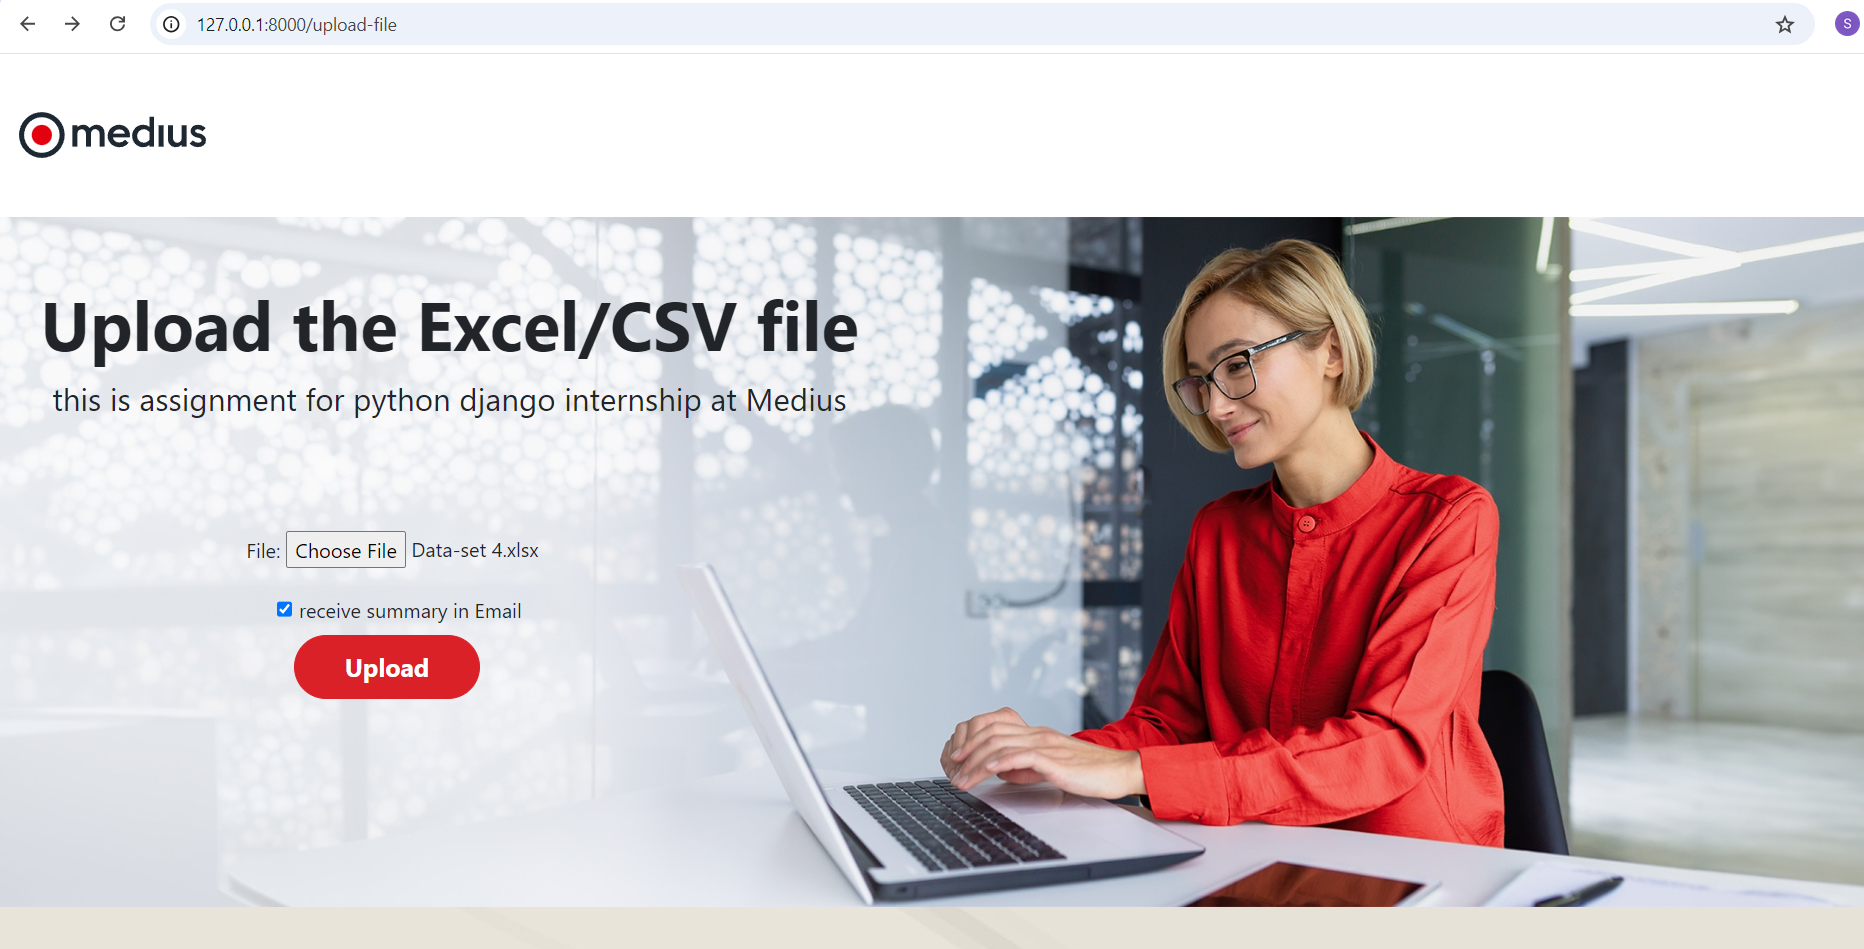 127.0.0.1:8000/upload-file
S
medius
Upload the Excel/CSV file
this is assignment for python django internship at Medius
File: Choose File Data-set 4.xlsx
receive summary in Email
Upload